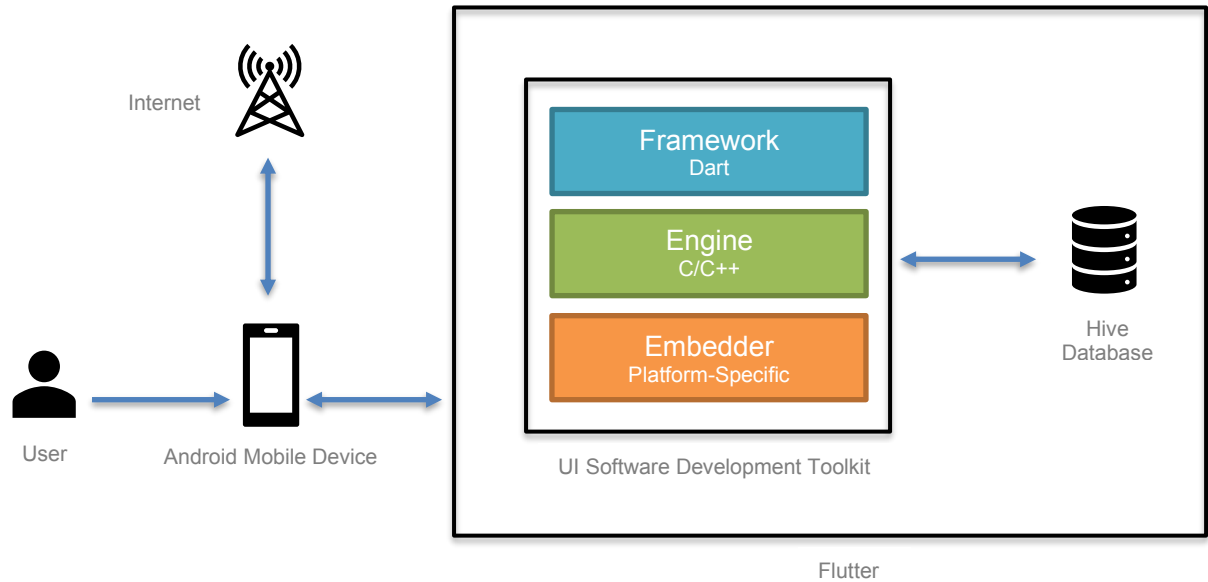 Internet
User
Android Mobile Device
Framework
Dart
Engine
C/C++
Embedder
Platform-Specific
UI Software Development Toolkit
Hive
Database
Flutter